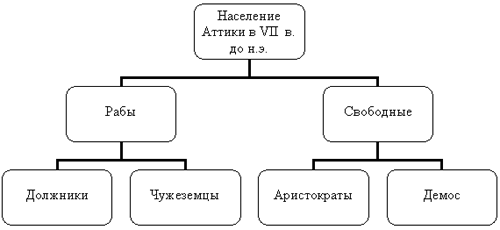 Население
Аттики в VII в.
до н.э.
Рабы
Свободные
Должники
Чужеземцы
Аристократы
Демос